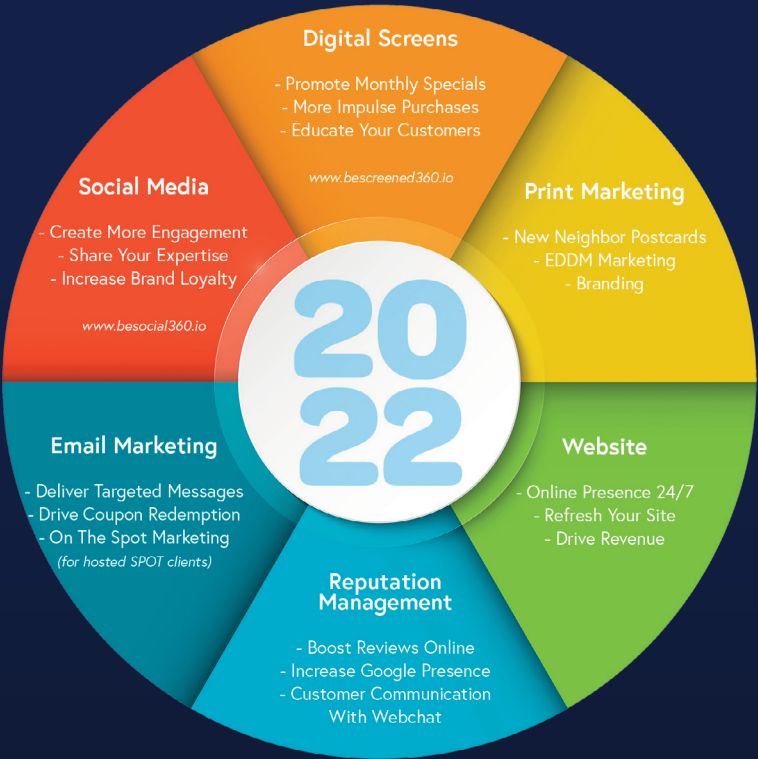 Digital Screens
- Promote Monthly Specials
- More Impulse Purchases
- Educate Your Customers
www.bescreened360.io
Print Marketing
- New Neighbor Postcards
- EDDM Marketing
- Branding
Website
- Online Presence 24/7
- Refresh Your Site
- Drive Revenue
Reputation
Management
- Boost Reviews Online
- Increase Google Presence
- Customer Communication
With Webchat
Email Marketing
- Deliver Targeted Messages
- Drive Coupon Redemption
- On The Spot Marketing
(for hosted SPOT clients)
Social Media
- Create More Engagement
- Share Your Expertise
- Increase Brand Loyalty
www.besocial360.io
20
22